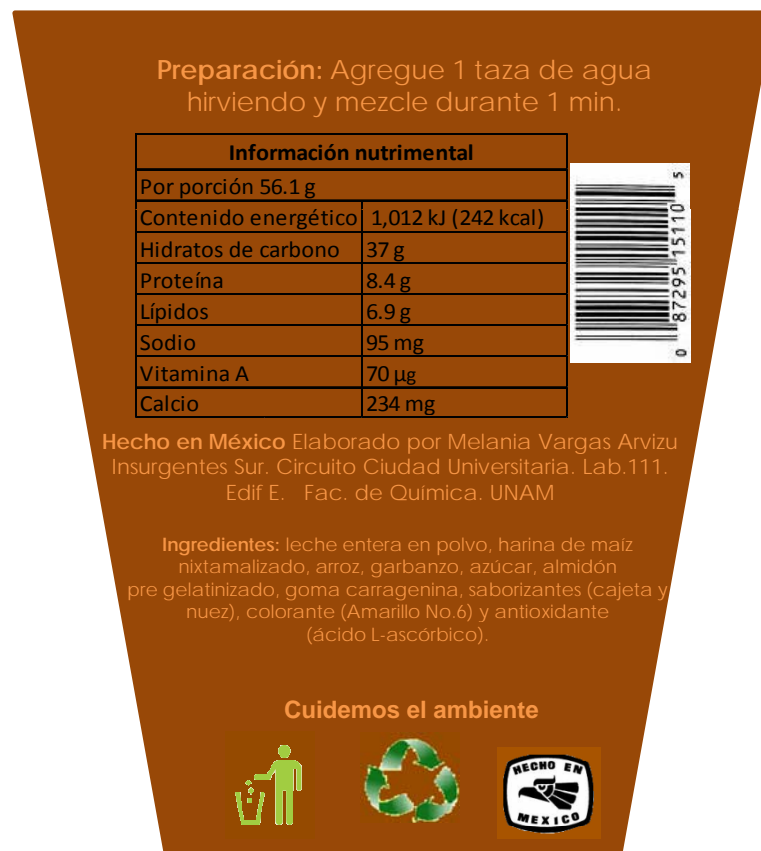 Preparación: Agregue 1 taza de agua
hirviendo y mezcle durante 1 min.
Información nutrimental
Por porción 56.1 g
Contenido energético 1,012 kJ (242 kcal)
Hidratos de carbono 37 g
Proteína 8.4 g
Lípidos 6.9 g
Sodio 95 mg
Vitamina A 70 µg
Calcio 234 mg
0 87295 15110 5
Hecho en México Elaborado por Melania Vargas Arvizu
Insurgentes Sur. Circuito Ciudad Universitaria. Lab.111.
Edif E. Fac. de Química. UNAM
Ingredientes: leche entera en polvo, harina de maíz
nixtamalizado, arroz, garbanzo, azúcar, almidón
pre gelatinizado, goma carragenina, saborizantes (cajeta y
nuez), colorante (Amarillo No.6) y antioxidante
(ácido L-ascórbico).
Cuidemos el ambiente
HECHO EN
MEXICO